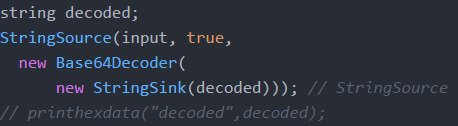 string decoded;
StringSource(input, true,
  new Base64Decoder(
      new StringSink(decoded))); // StringSource
// printhexdata("decoded",decoded);